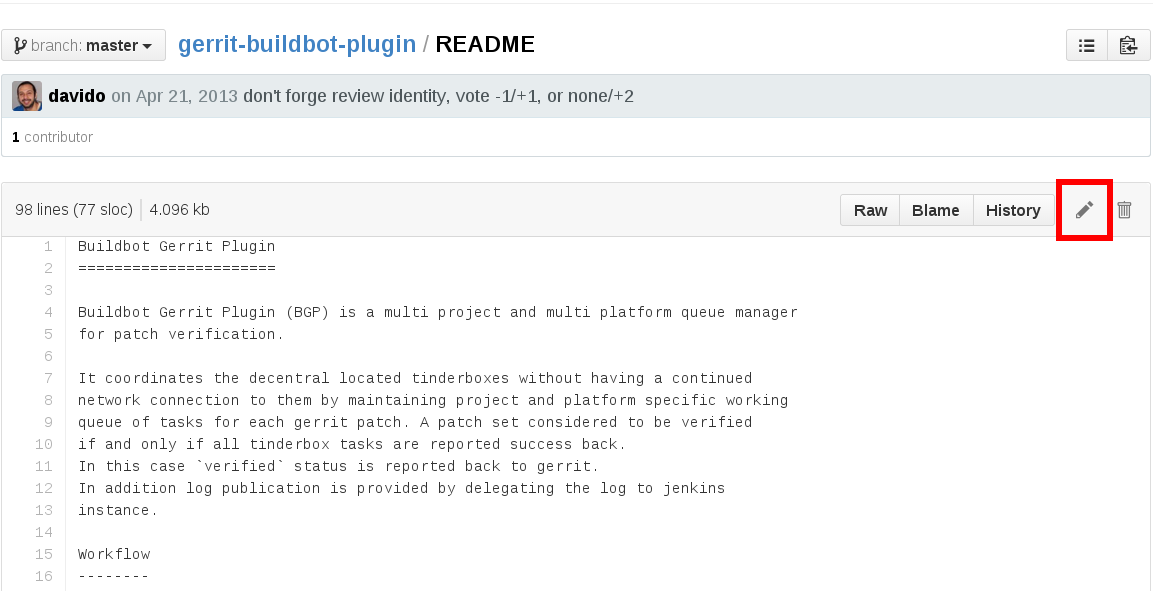 branch: master gerrit-buildbot-plugin / README
davido on Apr 21, 2013 don't forge review identity, vote -1/+1, or none/+2
1 contributor
98 lines (77 sloc) 4.096 kb Raw Blame History
1 Buildbot Gerrit Plugin
2 ======================
3
4 Buildbot Gerrit Plugin (BGP) is a multi project and multi platform queue manager
5 for patch verification.
6
7 It coordinates the decentral located tinderboxes without having a continued
8 network connection to them by maintaining project and platform specific working
9 queue of tasks for each gerrit patch. A patch set considered to be verified
10 if and only if all tinderbox tasks are reported success back.
11 In this case `verified` status is reported back to gerrit.
12 In addition log publication is provided by delegating the log to jenkins
13 instance.
14
15 Workflow
16 --------